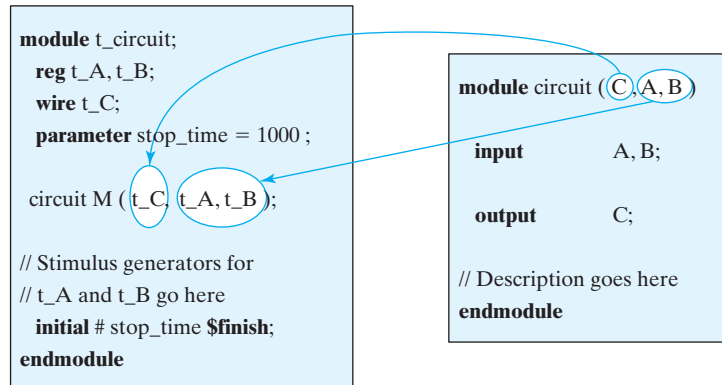 module t_circuit;
reg t_A, t_B;
wire t_C;
parameter stop_time = 1000 ;
circuit M ( t_C, t_A, t_B );
// Stimulus generators for
// t_A and t_B go here
initial # stop_time $finish;
endmodule
module circuit ( C , A, B )
input A, B;
output C;
// Description goes here
endmodule